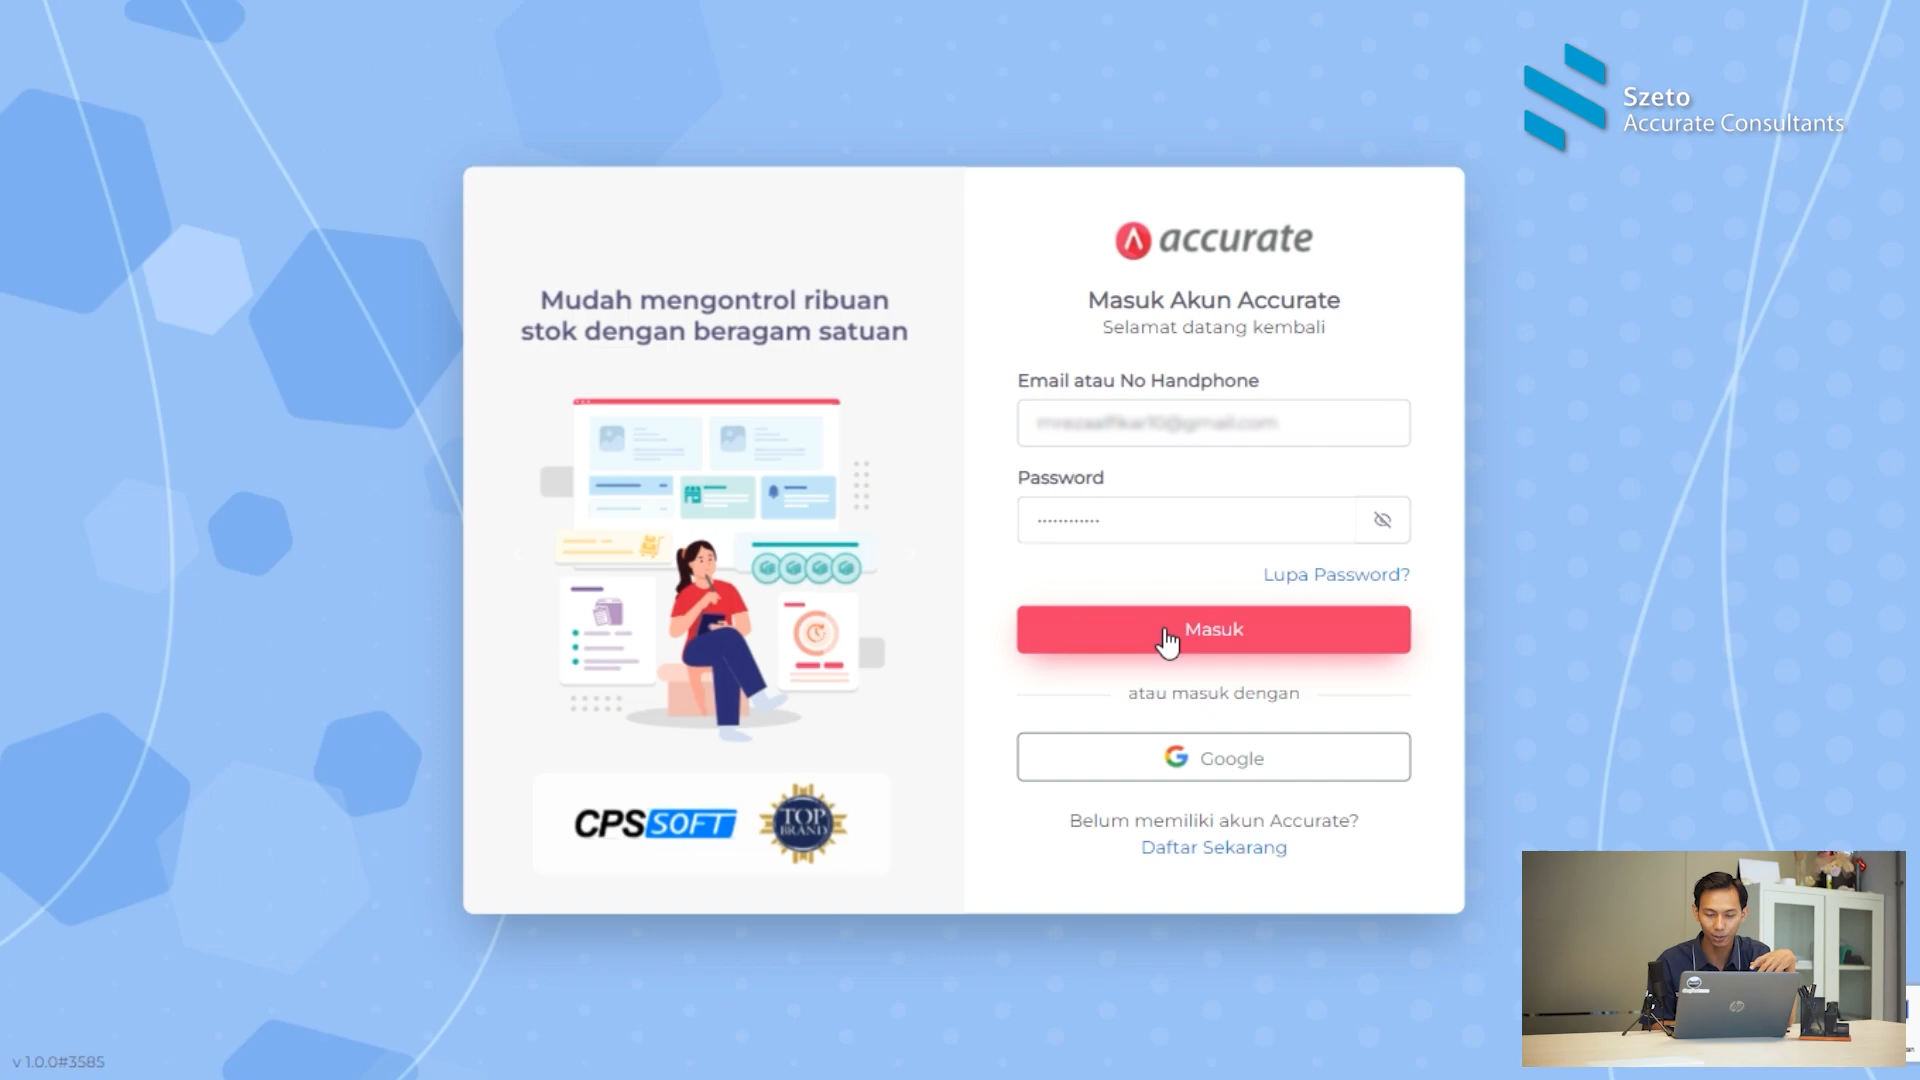 Szeto
Accurate Consultants
Mudah mengontrol ribuan
stok dengan beragam satuan
CPSSOFT
TOP
BRAND
accurate
Masuk Akun Accurate
Selamat datang kembali
Email atau No Handphone
Password
Lupa Password?
Masuk
atau masuk dengan
Google
Belum memiliki akun Accurate?
Daftar Sekarang
hp
v 1.0.0#3585